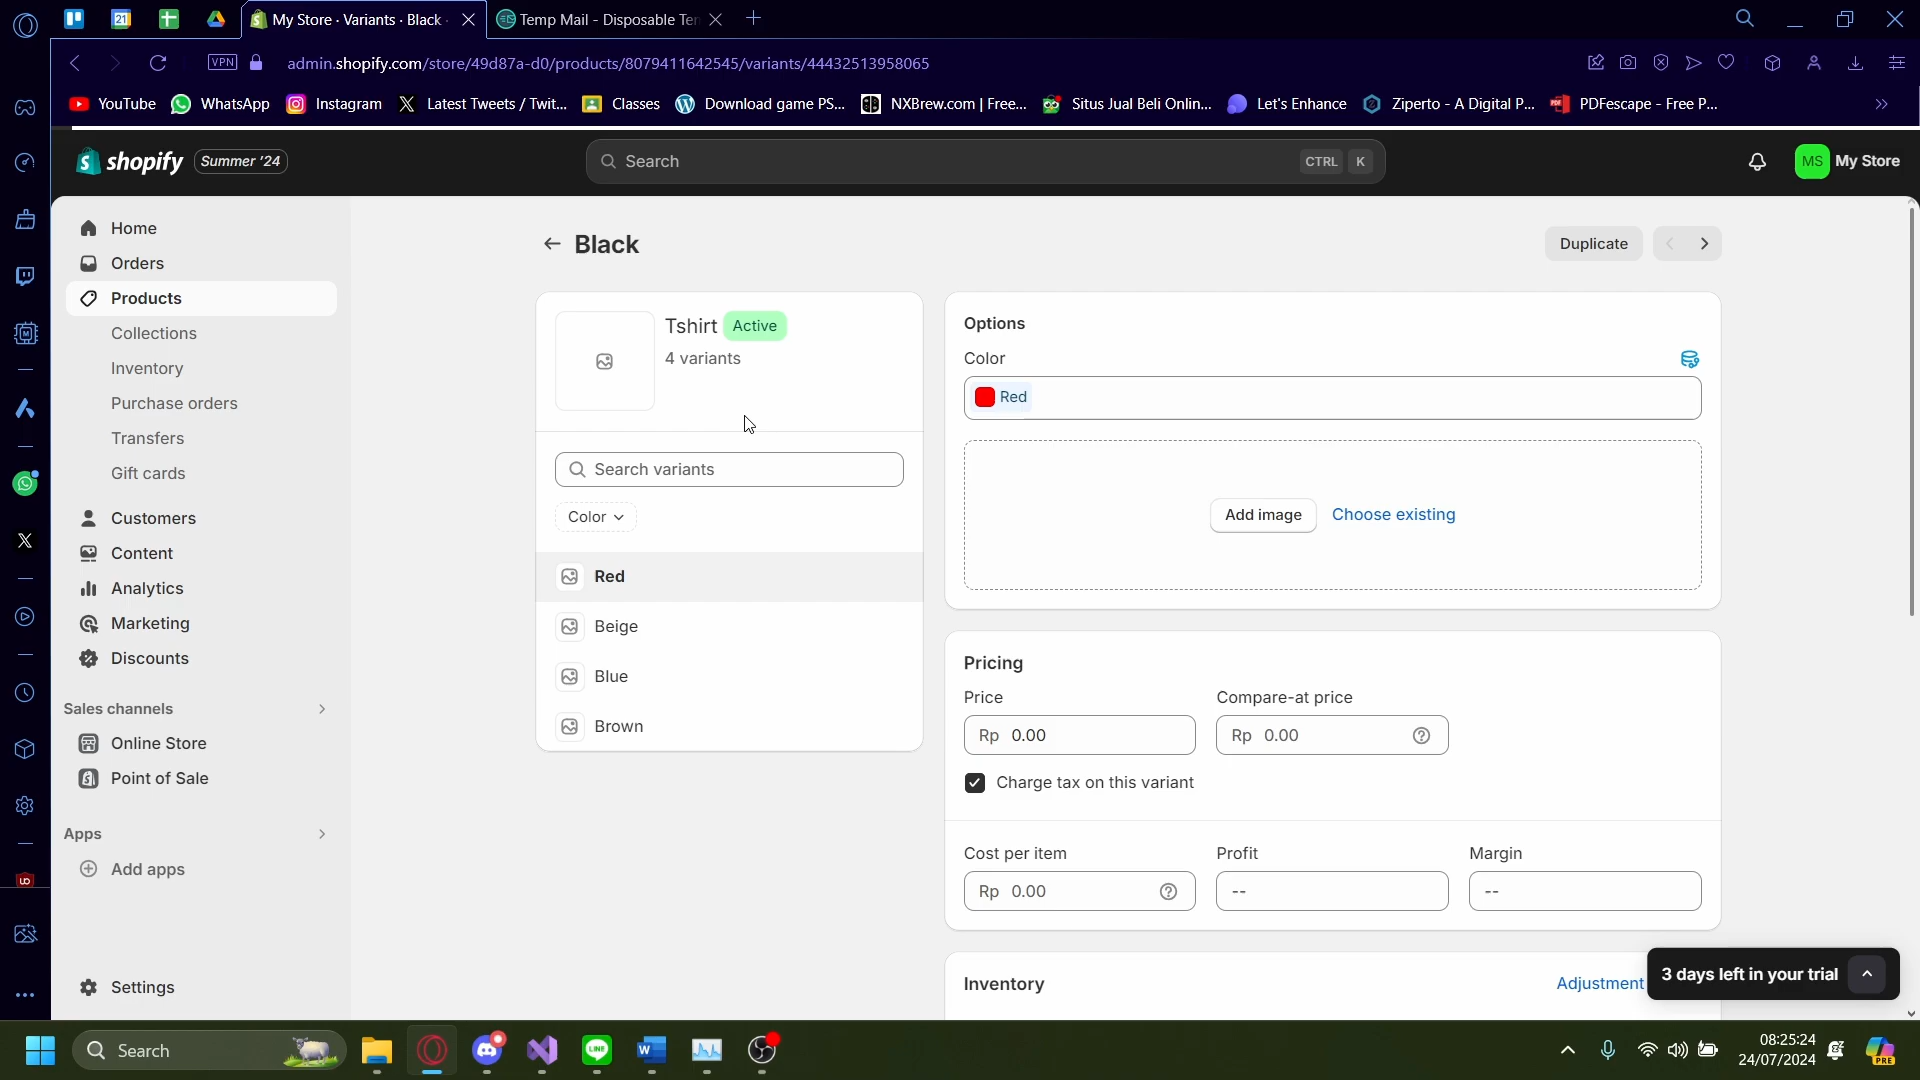 My Store · Variants · Black
Temp Mail - Disposable Ten
VPN
admin.shopify.com/store/49d87a-d0/products/8079411642545/variants/44432513958065
YouTube
WhatsApp
Instagram
Latest Tweets / Twit...
Classes
Download game PS...
NXBrew.com | Free...
Situs Jual Beli Onlin...
Let's Enhance
Ziperto - A Digital P...
PDFescape - Free P...
shopify
Summer '24
Search
CTRL K
MS My Store
Home
Orders
Products
Collections
Inventory
Purchase orders
Transfers
Gift cards
Customers
Content
Analytics
Marketing
Discounts
Sales channels
Online Store
Point of Sale
Apps
Add apps
Settings
Black
Duplicate
Tshirt Active
4 variants
Search variants
Color
Red
Beige
Blue
Brown
Options
Color
Red
Add image Choose existing
Pricing
Price Compare-at price
Rp 0.00 Rp 0.00
Charge tax on this variant
Cost per item Profit Margin
Rp 0.00 -- --
Inventory Adjustment
3 days left in your trial
Search
08:25:24
24/07/2024
PRE